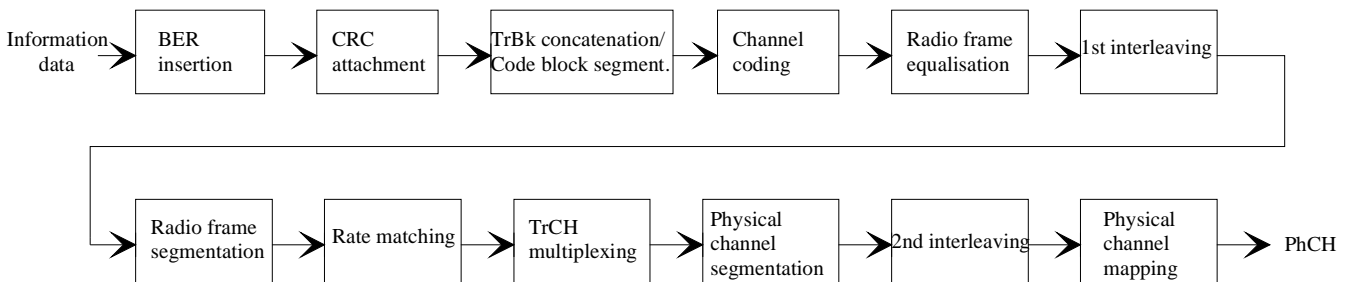 Information
data
BER
insertion
CRC
attachment
TrBk concatenation/
Code block segment.
Channel
coding
Radio frame
equalisation
1st interleaving
Radio frame
segmentation
Rate matching
TrCH
multiplexing
Physical
channel
segmentation
2nd interleaving
Physical
channel
mapping
PhCH